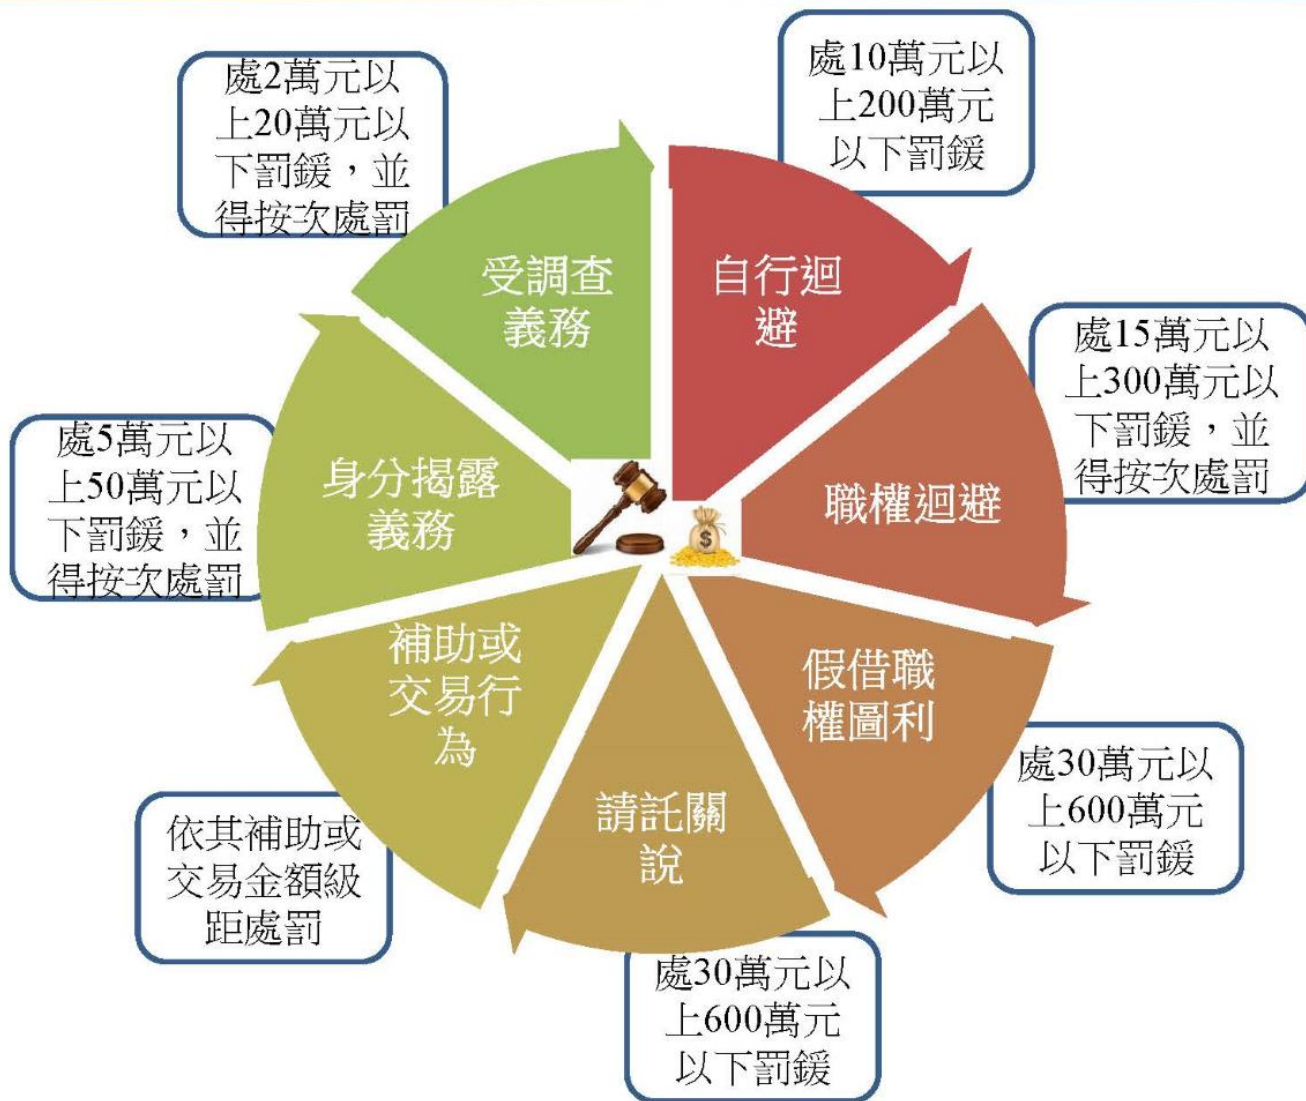 處10萬元以
上200萬元
以下罰鍰
自行迴
避
處15萬元以
上300萬元以
下罰鍰，並
得按次處罰
職權迴避
處30萬元以
上600萬元
以下罰鍰
假借職
權圖利
處30萬元以
上600萬元
以下罰鍰
請託關
說
依其補助或
交易金額級
距處罰
補助或
交易行
為
處5萬元以
上50萬元以
下罰鍰，並
得按次處罰
身分揭露
義務
處2萬元以
上20萬元以
下罰鍰，並
得按次處罰
受調查
義務
$